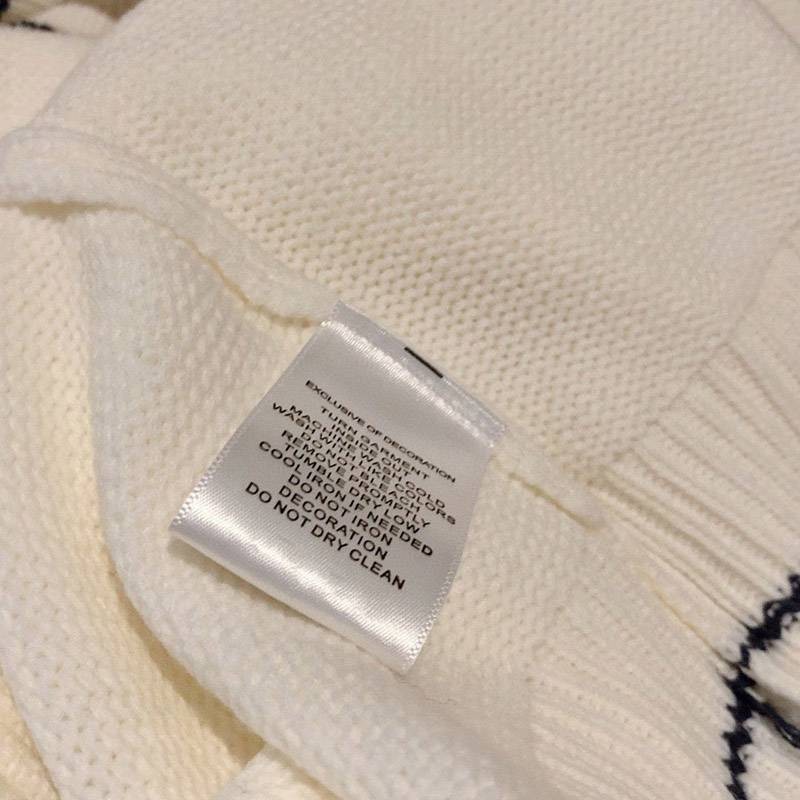 EXCLUSIVE OF DECORATION
TURN GARMENT
INSIDE OUT
MACHINE WASH COLD
WITH LIKE COLORS
DO NOT BLEACH
REMOVE PROMPTLY
TUMBLE DRY LOW
COOL IRON IF NEEDED
DO NOT IRON
DECORATION
DO NOT DRY CLEAN